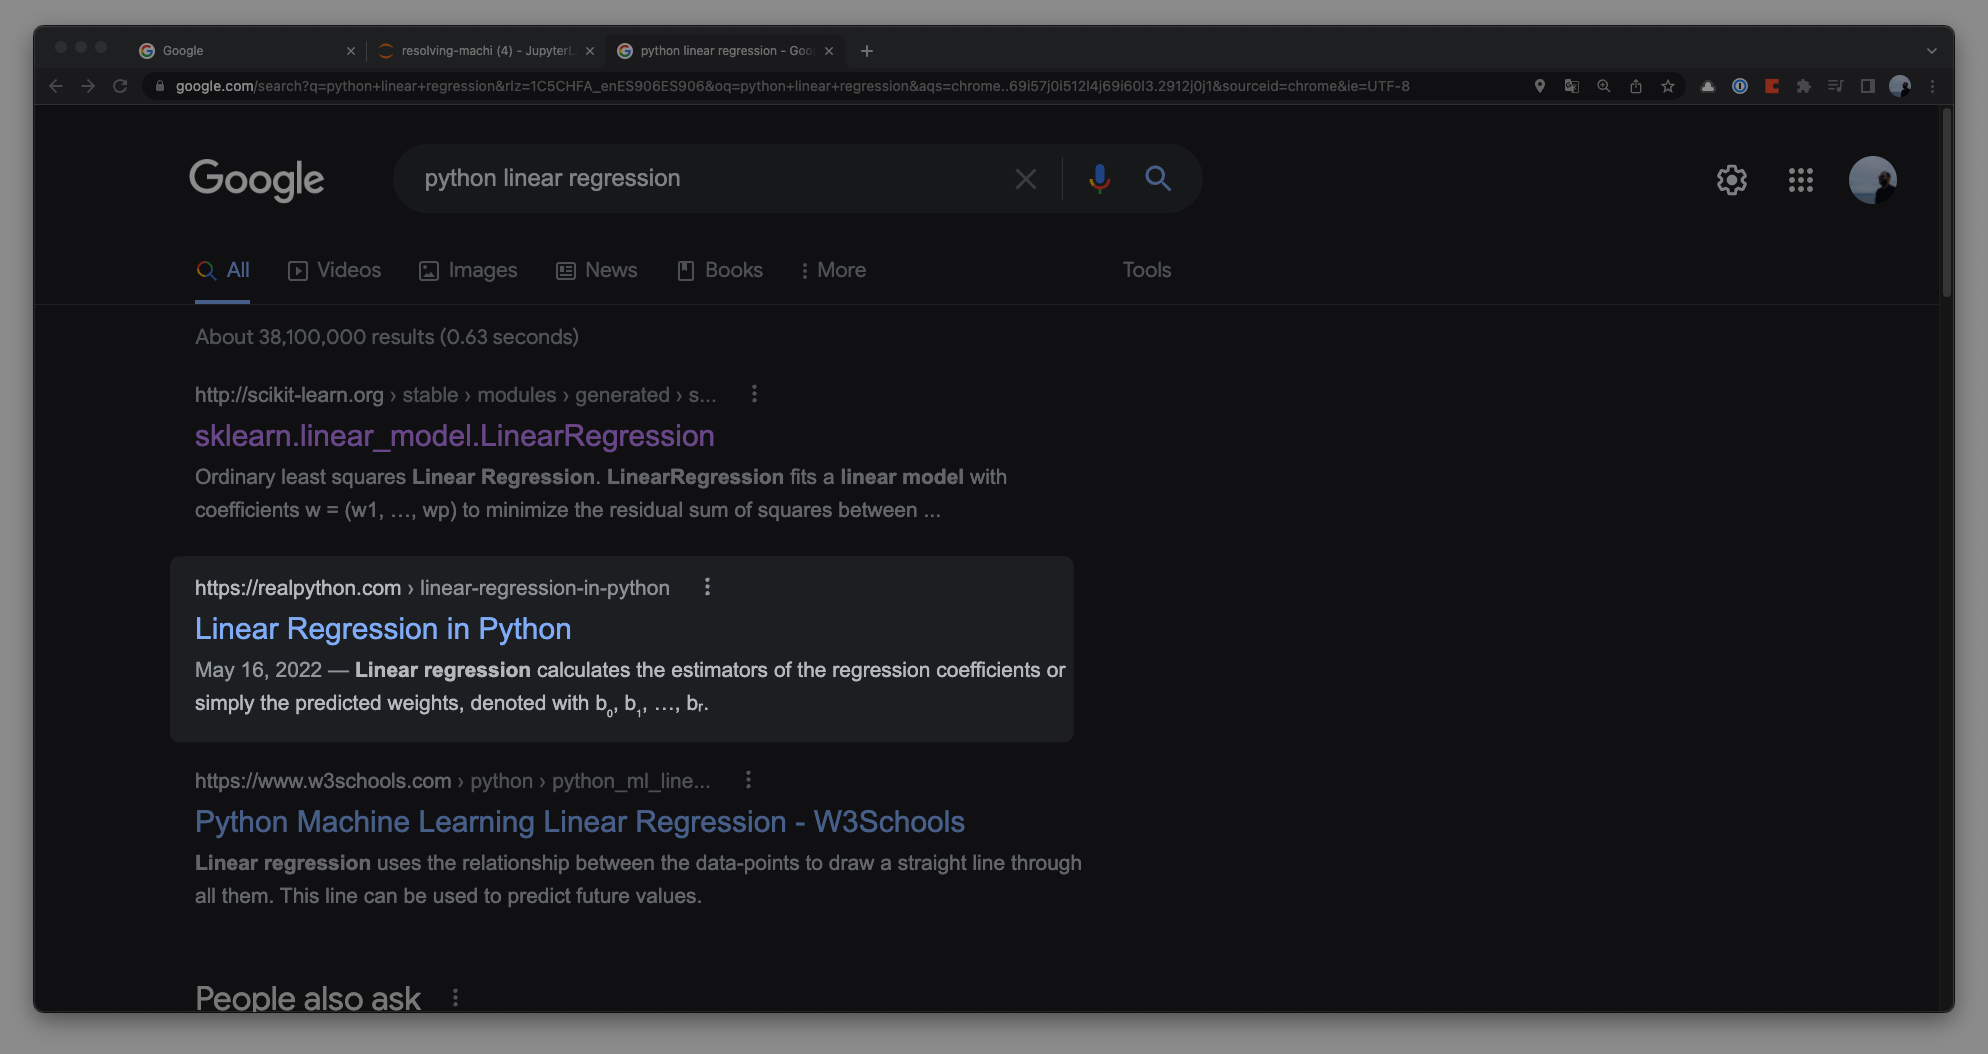 Google
resolving-machi (4) - JupyterL
python linear regression - Goo
google.com/search?q=python+linear+regression&rlz=1C5CHFA_enES906ES906&oq=python+linear+regression&aqs=chrome..69i57j0i512l4j69i60l3.2912j0j1&sourceid=chrome&ie=UTF-8
Google
python linear regression
All
Videos
Images
News
Books
More
Tools
About 38,100,000 results (0.63 seconds)
http://scikit-learn.org › stable › modules › generated › s...
sklearn.linear_model.LinearRegression
Ordinary least squares Linear Regression. LinearRegression fits a linear model with
coefficients w = (w1, …, wp) to minimize the residual sum of squares between ...
https://realpython.com › linear-regression-in-python
Linear Regression in Python
May 16, 2022 — Linear regression calculates the estimators of the regression coefficients or
simply the predicted weights, denoted with b₀, b₁, …, bᵣ.
https://www.w3schools.com › python › python_ml_line...
Python Machine Learning Linear Regression - W3Schools
Linear regression uses the relationship between the data-points to draw a straight line through
all them. This line can be used to predict future values.
People also ask